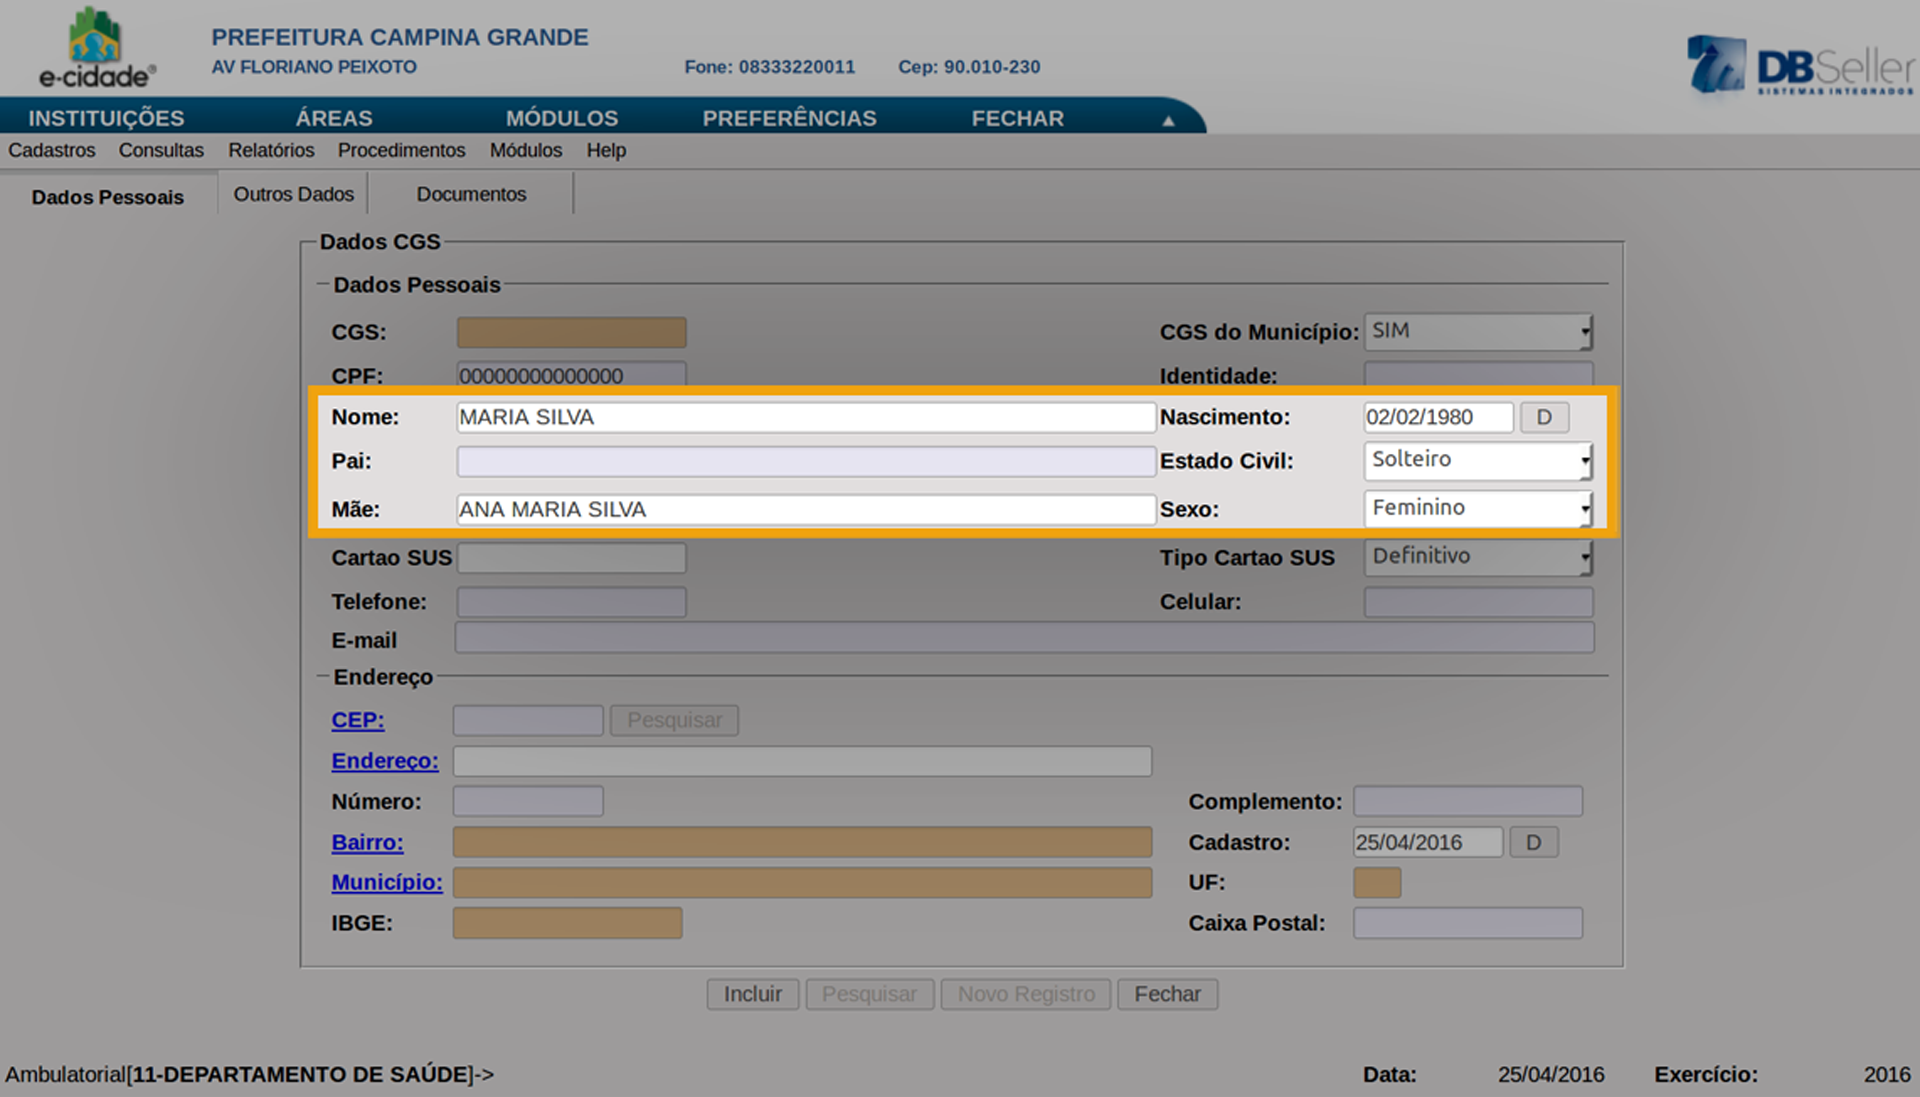 e-cidade®
PREFEITURA CAMPINA GRANDE
AV FLORIANO PEIXOTO Fone: 08333220011 Cep: 90.010-230
DBSeller
SISTEMAS INTEGRADOS
INSTITUIÇÕES ÁREAS MÓDULOS PREFERÊNCIAS FECHAR ▲
Cadastros Consultas Relatórios Procedimentos Módulos Help
Dados Pessoais Outros Dados Documentos
Dados CGS
Dados Pessoais
CGS: CGS do Município: SIM
CPF: 00000000000000 Identidade:
Nome: MARIA SILVA Nascimento: 02/02/1980 D
Pai: Estado Civil: Solteiro
Mãe: ANA MARIA SILVA Sexo: Feminino
Cartao SUS Tipo Cartao SUS Definitivo
Telefone: Celular:
E-mail
Endereço
CEP: Pesquisar
Endereço:
Número: Complemento:
Bairro: Cadastro: 25/04/2016 D
Município: UF:
IBGE: Caixa Postal:
Incluir Pesquisar Novo Registro Fechar
Ambulatorial[11-DEPARTAMENTO DE SAÚDE]-> Data: 25/04/2016 Exercício: 2016